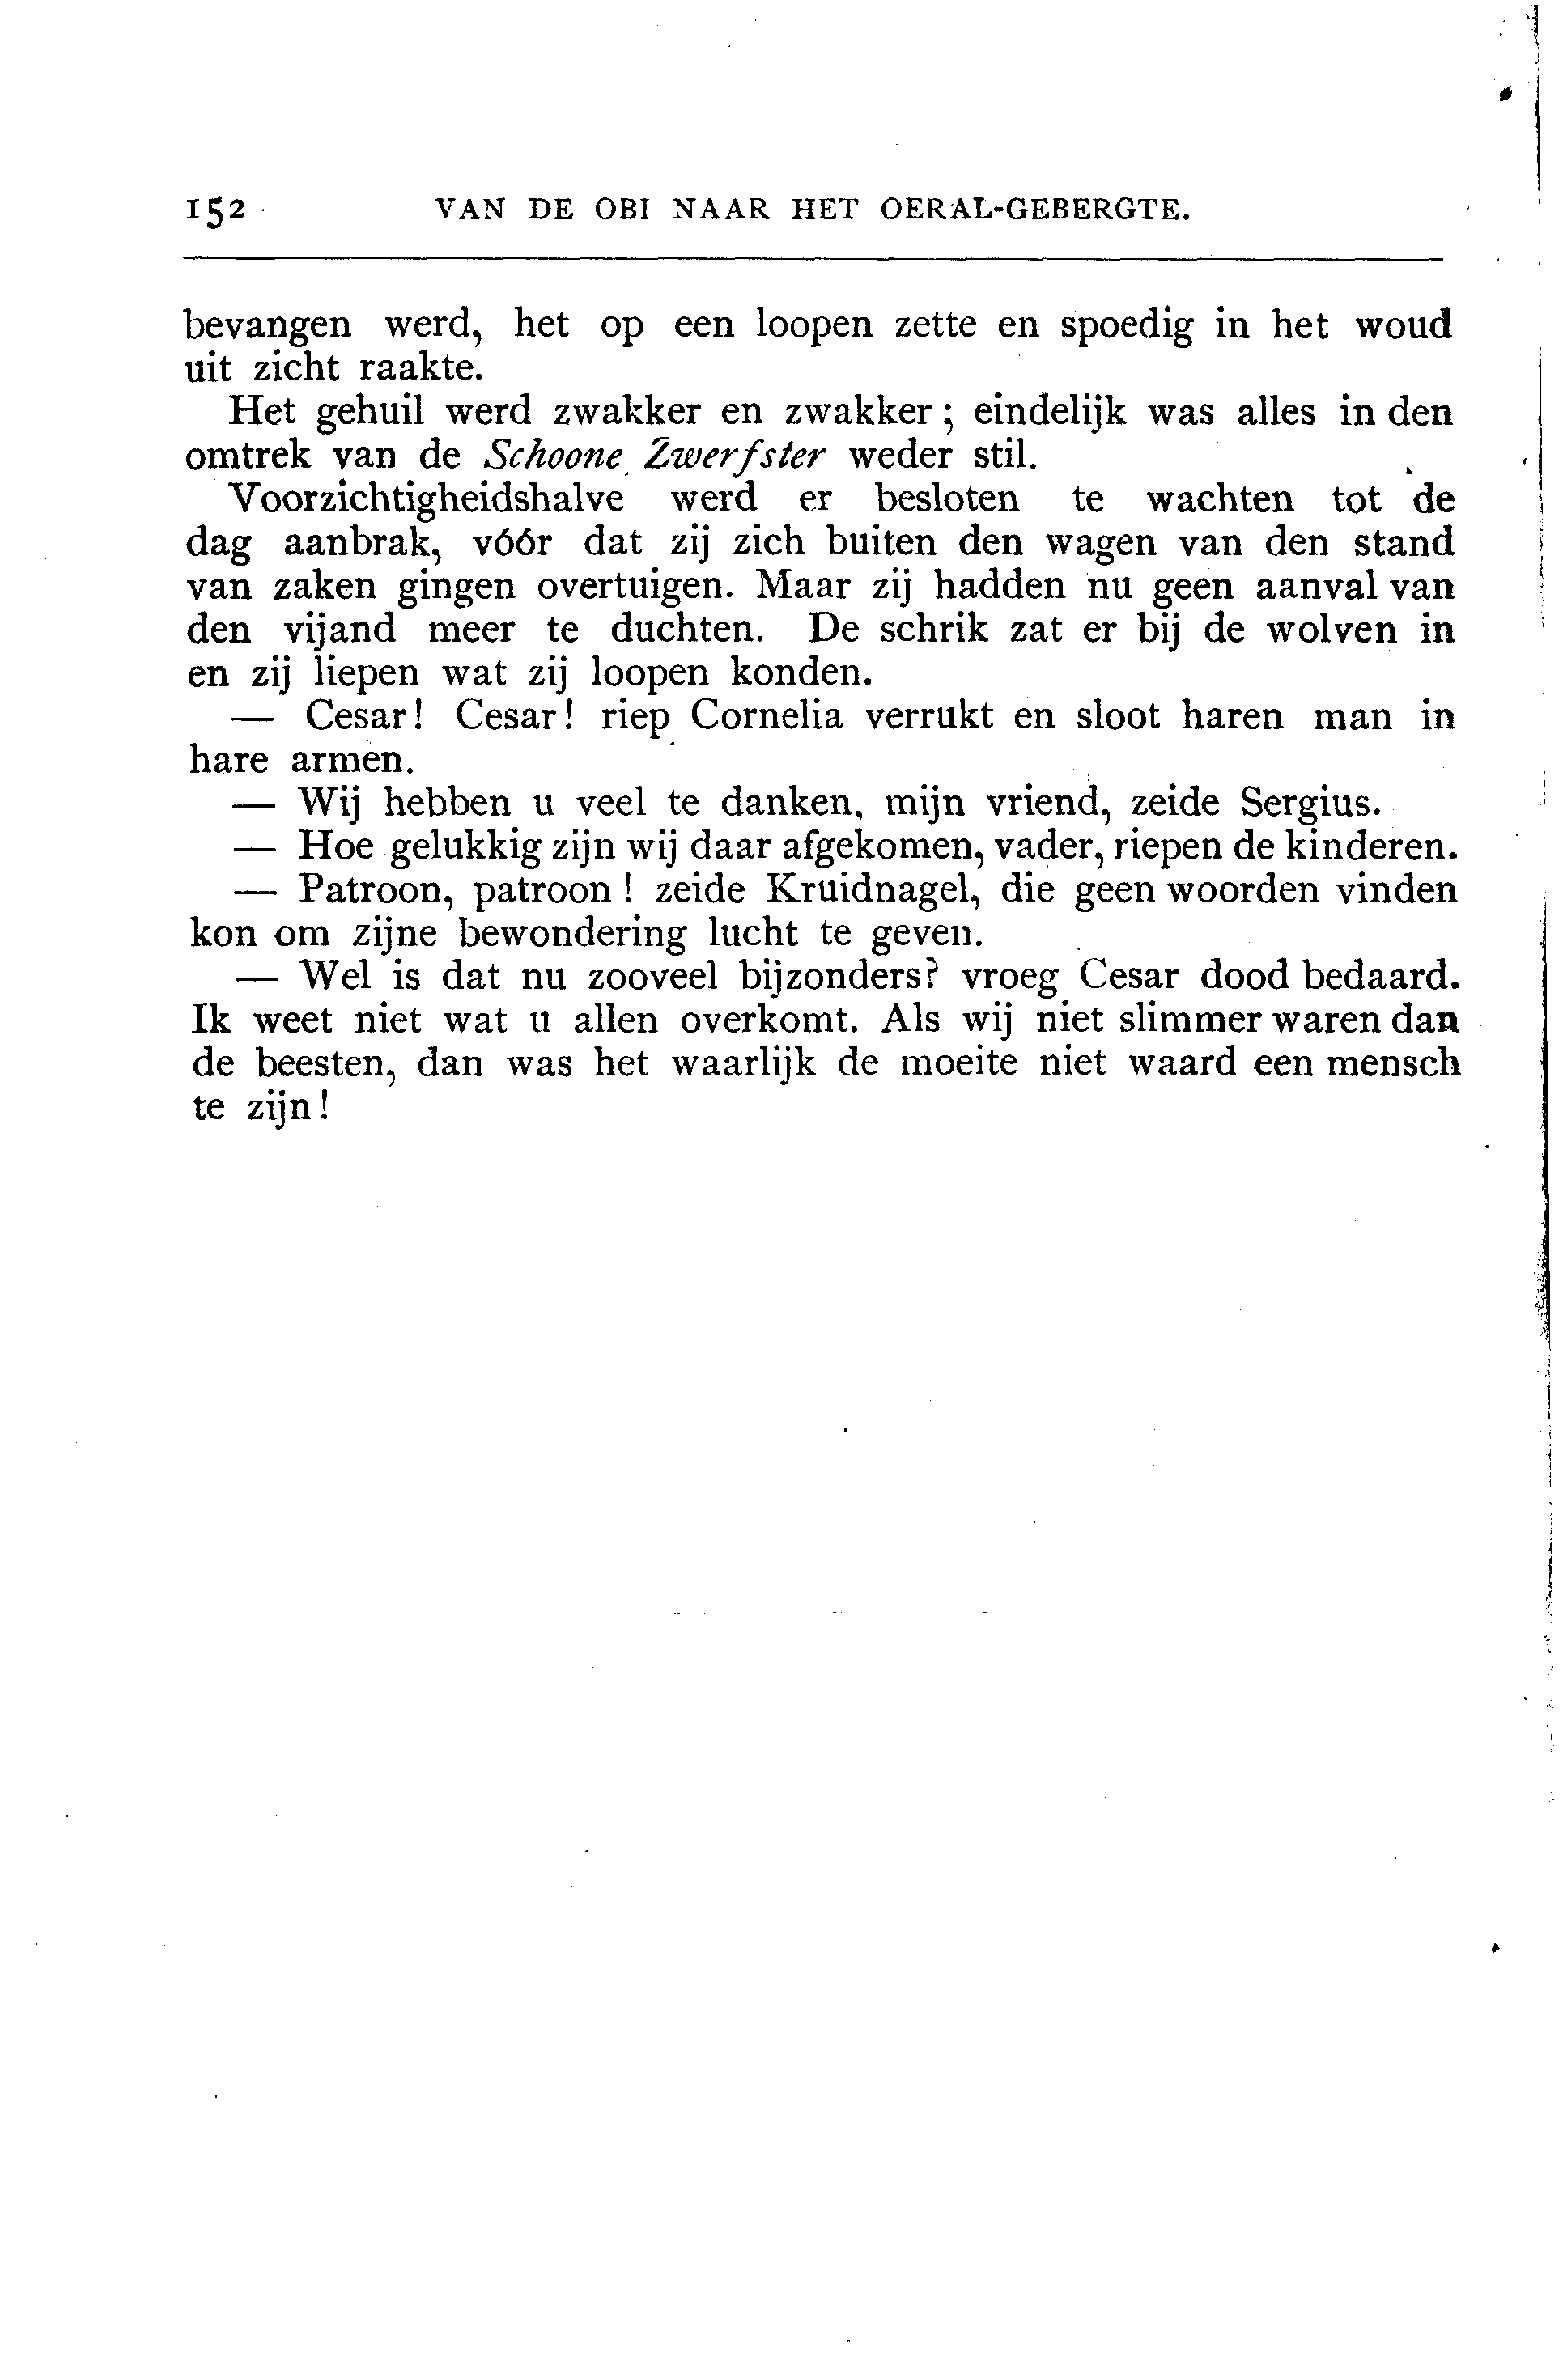 152 VAN DE OBI NAAR HET OERAL-GEBERGTE.
bevangen werd, het op een loopen zette en spoedig in het woud
uit zicht raakte.
Het gehuil werd zwakker en zwakker; eindelijk was alles in den
omtrek van de Schoone Zwerfster weder stil.
Voorzichtigheidshalve werd er besloten te wachten tot de
dag aanbrak, vóór dat zij zich buiten den wagen van den stand
van zaken gingen overtuigen. Maar zij hadden nu geen aanval van
den vijand meer te duchten. De schrik zat er bij de wolven in
en zij liepen wat zij loopen konden.
— Cesar! Cesar! riep Cornelia verrukt en sloot haren man in
hare armen.
— Wij hebben u veel te danken, mijn vriend, zeide Sergius.
— Hoe gelukkig zijn wij daar afgekomen, vader, riepen de kinderen.
— Patroon, patroon! zeide Kruidnagel, die geen woorden vinden
kon om zijne bewondering lucht te geven.
— Wel is dat nu zooveel bijzonders? vroeg Cesar dood bedaard.
Ik weet niet wat u allen overkomt. Als wij niet slimmer waren dan
de beesten, dan was het waarlijk de moeite niet waard een mensch
te zijn!